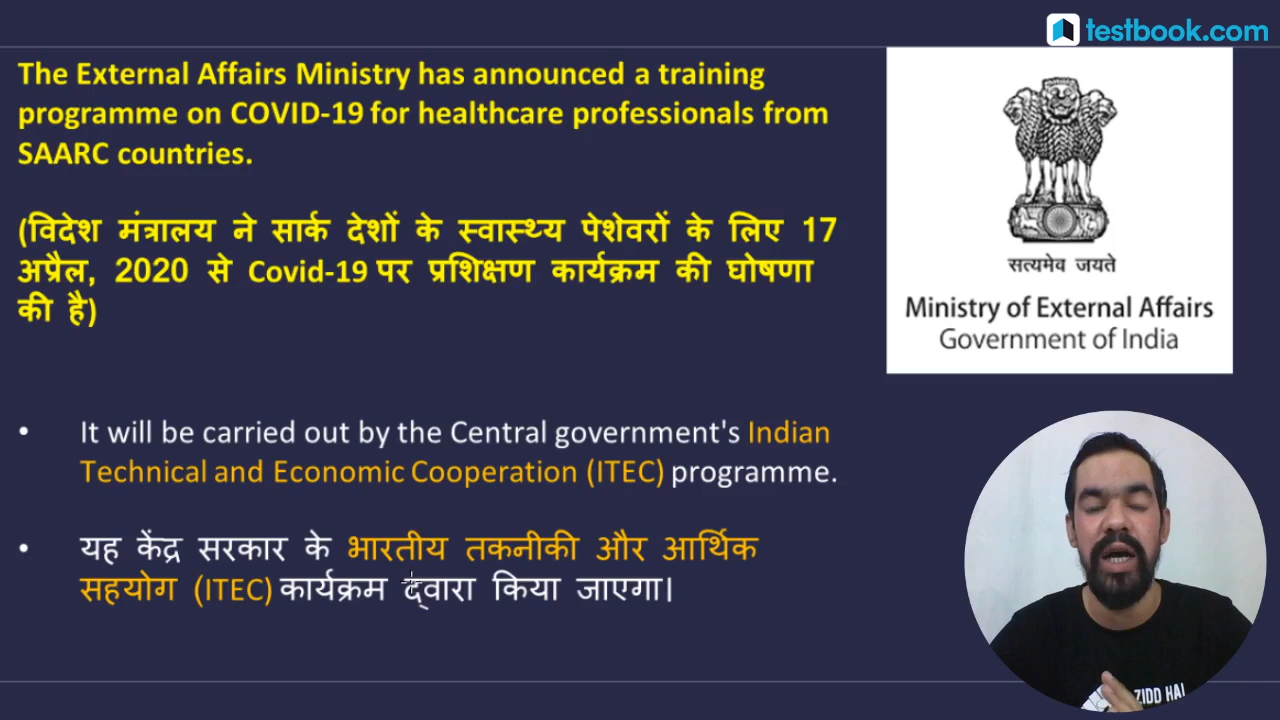 testbook.com
The External Affairs Ministry has announced a training
programme on COVID-19 for healthcare professionals from
SAARC countries.
(विदेश मंत्रालय ने सार्क देशों के स्वास्थ्य पेशेवरों के लिए 17
अप्रैल, 2020 से Covid-19 पर प्रशिक्षण कार्यक्रम की घोषणा
की है)
सत्यमेव जयते
Ministry of External Affairs
Government of India
• It will be carried out by the Central government's Indian
Technical and Economic Cooperation (ITEC) programme.
• यह केंद्र सरकार के भारतीय तकनीकी और आर्थिक
सहयोग (ITEC) कार्यक्रम द्वारा किया जाएगा।
ZIDD HAI